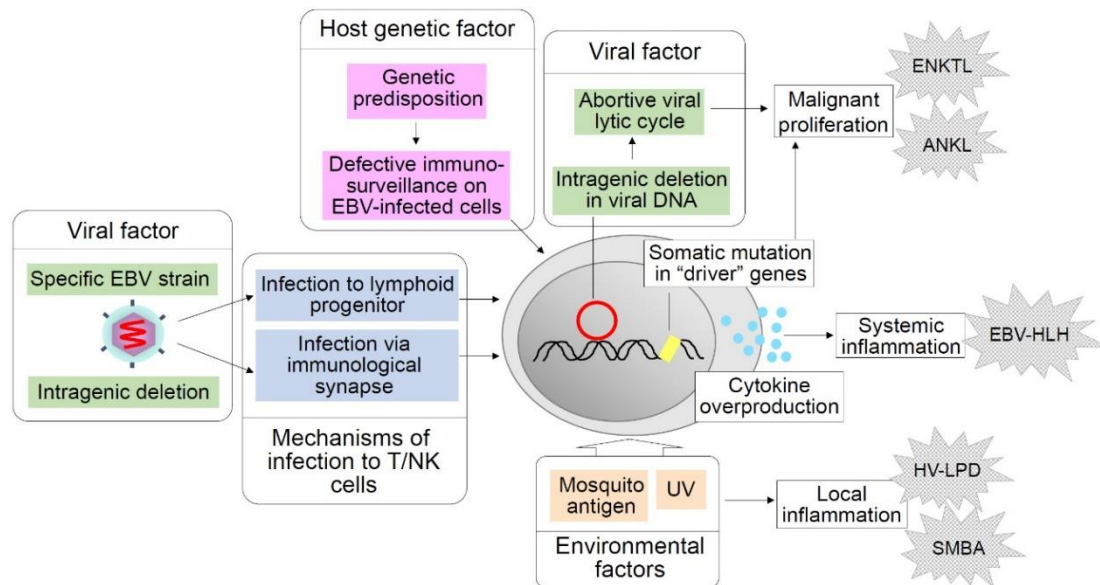 Host genetic factor
Genetic
predisposition
Defective immuno-
surveillance on
EBV-infected cells
Viral factor
Abortive viral
lytic cycle
Intragenic deletion
in viral DNA
Malignant
proliferation
ENKTL
ANKL
Viral factor
Specific EBV strain
Intragenic deletion
Infection to lymphoid
progenitor
Infection via
immunological
synapse
Mechanisms of
infection to T/NK
cells
Somatic mutation
in “driver” genes
Cytokine
overproduction
Systemic
inflammation
EBV-HLH
Mosquito
antigen
UV
Environmental
factors
Local
inflammation
HV-LPD
SMBA